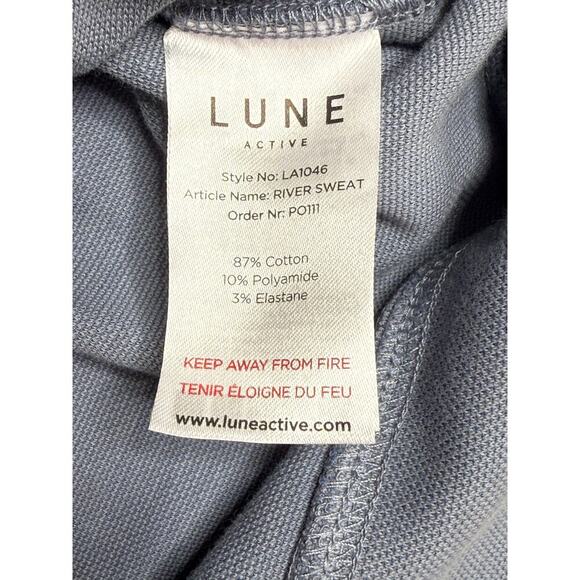 LUNE
ACTIVE
Style No: LA1046
Article Name: RIVER SWEAT
Order Nr: PO111
87% Cotton
10% Polyamide
3% Elastane
KEEP AWAY FROM FIRE
TENIR ÉLOIGNE DU FEU
www.luneactive.com